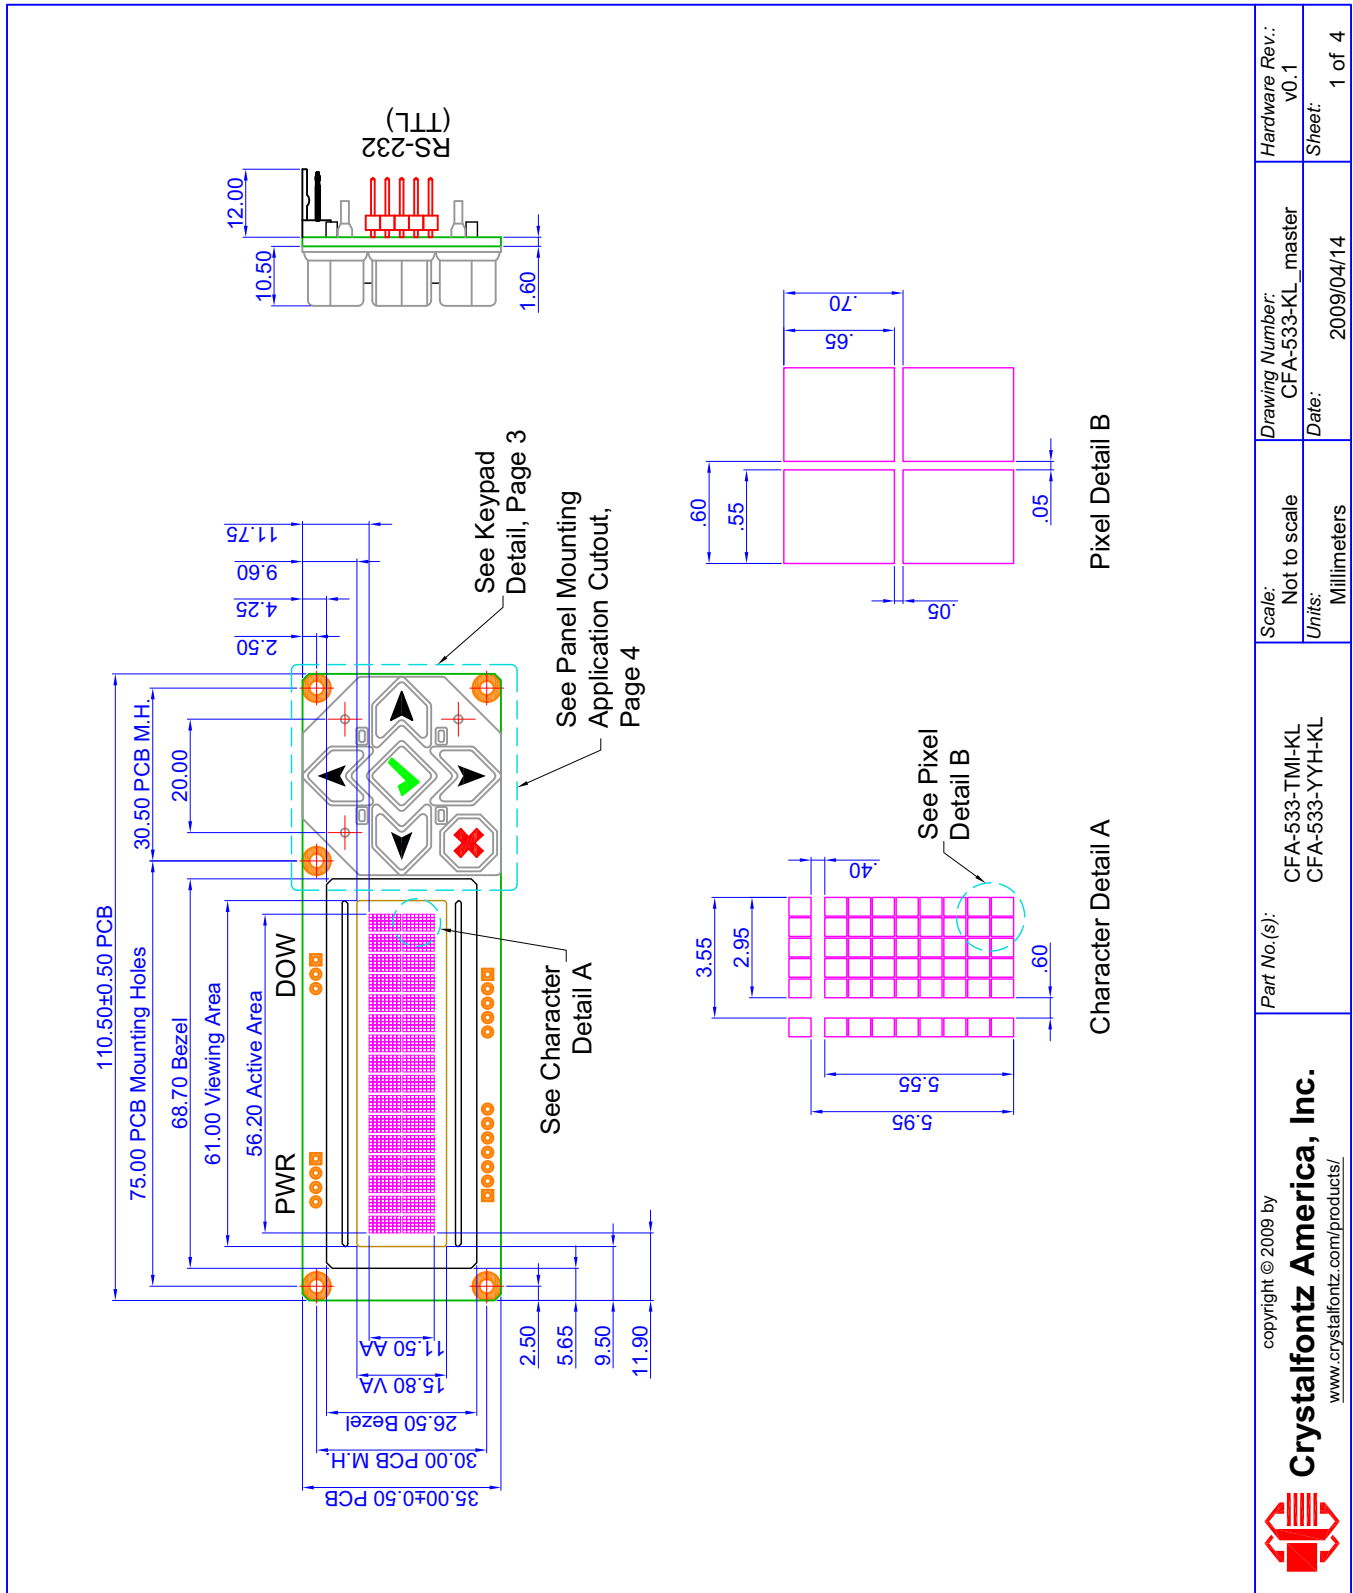 110.50±0.50 PCB
75.00 PCB Mounting Holes
30.50 PCB M.H.
68.70 Bezel
20.00
61.00 Viewing Area
56.20 Active Area
PWR
DOW
2.50
4.25
9.60
11.75
35.00±0.50 PCB
30.00 PCB M.H.
26.50 Bezel
15.80 VA
11.50 AA
2.50
5.65
9.50
11.90
See Character
Detail A
See Keypad
Detail, Page 3
See Panel Mounting
Application Cutout,
Page 4
10.50
12.00
1.60
RS-232
(TTL)
3.55
2.95
.40
.60
5.55
5.95
See Pixel
Detail B
Character Detail A
.60
.55
.70
.65
.05
.05
Pixel Detail B
copyright © 2009 by
Crystalfontz America, Inc.
www.crystalfontz.com/products/
Part No.(s):
CFA-533-TMI-KL
CFA-533-YYH-KL
Scale:
Not to scale
Units:
Millimeters
Drawing Number:
CFA-533-KL_master
Date:
2009/04/14
Hardware Rev.:
v0.1
Sheet:
1 of 4